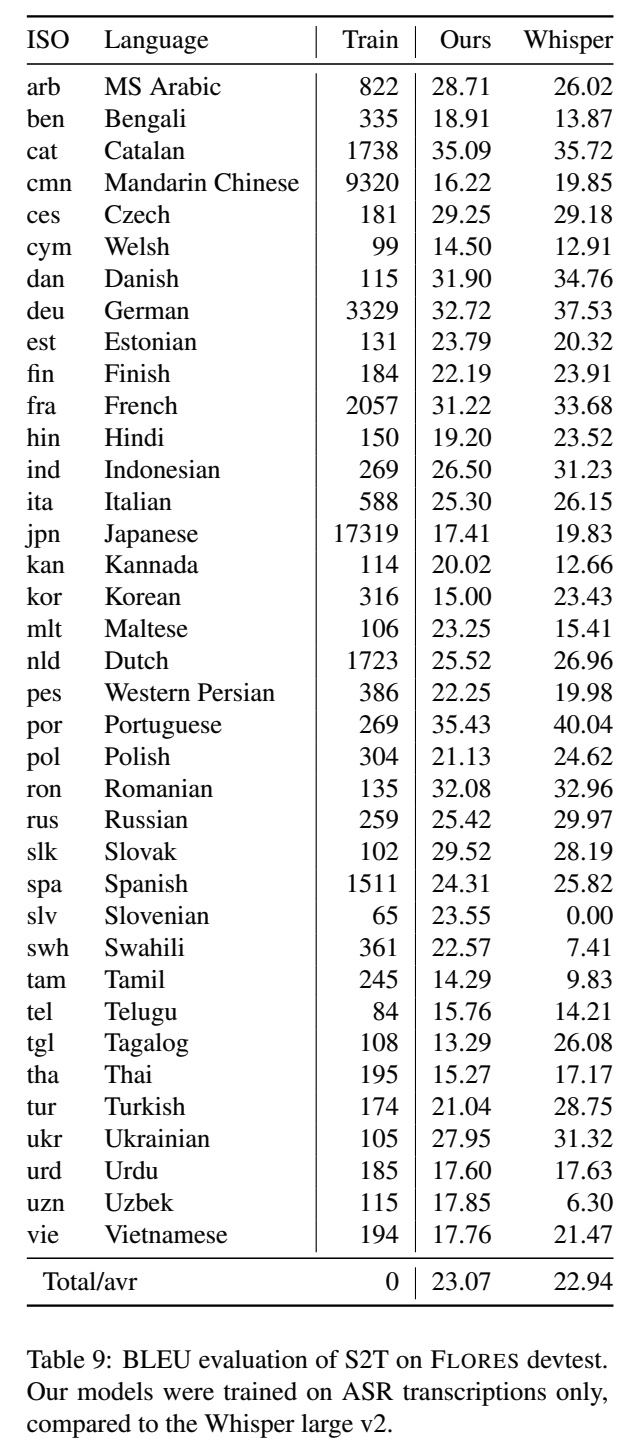 ISO Language Train Ours Whisper
arb MS Arabic 822 28.71 26.02
ben Bengali 335 18.91 13.87
cat Catalan 1738 35.09 35.72
cmn Mandarin Chinese 9320 16.22 19.85
ces Czech 181 29.25 29.18
cym Welsh 99 14.50 12.91
dan Danish 115 31.90 34.76
deu German 3329 32.72 37.53
est Estonian 131 23.79 20.32
fin Finish 184 22.19 23.91
fra French 2057 31.22 33.68
hin Hindi 150 19.20 23.52
ind Indonesian 269 26.50 31.23
ita Italian 588 25.30 26.15
jpn Japanese 17319 17.41 19.83
kan Kannada 114 20.02 12.66
kor Korean 316 15.00 23.43
mlt Maltese 106 23.25 15.41
nld Dutch 1723 25.52 26.96
pes Western Persian 386 22.25 19.98
por Portuguese 269 35.43 40.04
pol Polish 304 21.13 24.62
ron Romanian 135 32.08 32.96
rus Russian 259 25.42 29.97
slk Slovak 102 29.52 28.19
spa Spanish 1511 24.31 25.82
slv Slovenian 65 23.55 0.00
swh Swahili 361 22.57 7.41
tam Tamil 245 14.29 9.83
tel Telugu 84 15.76 14.21
tgl Tagalog 108 13.29 26.08
tha Thai 195 15.27 17.17
tur Turkish 174 21.04 28.75
ukr Ukrainian 105 27.95 31.32
urd Urdu 185 17.60 17.63
uzn Uzbek 115 17.85 6.30
vie Vietnamese 194 17.76 21.47
Total/avr 0 23.07 22.94
Table 9: BLEU evaluation of S2T on FLORES devtest.
Our models were trained on ASR transcriptions only,
compared to the Whisper large v2.